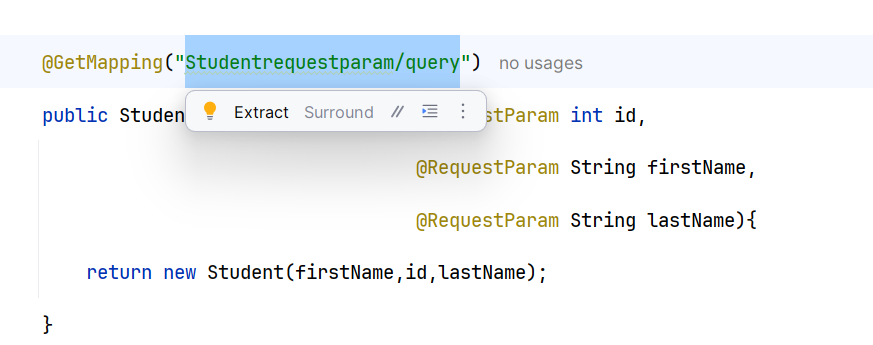 @GetMapping("Studentrequestparam/query") no usages
public Studen
Extract Surround //
stParam int id,
@RequestParam String firstName,
@RequestParam String lastName){
return new Student(firstName,id,lastName);
}